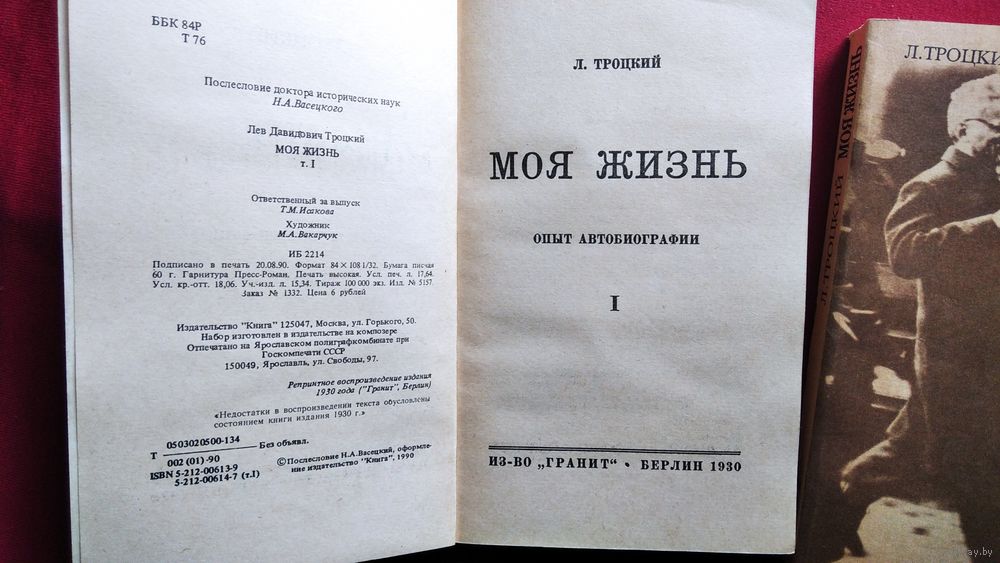 ББК 84Р
Т 76
Послесловие доктора исторических наук
Н.А.Васецкого
Лев Давидович Троцкий
МОЯ ЖИЗНЬ
т. I
Ответственный за выпуск
Т.М.Исакова
Художник
М.А.Вакарчук
ИБ 2214
Подписано в печать 20.08.90. Формат 84 × 108 1/32. Бумага писчая
60 г. Гарнитура Пресс-Роман. Печать высокая. Усл. печ. л. 17,64.
Усл. кр.-отт. 18,06. Уч.-изд. л. 15,34. Тираж 100 000 экз. Изд. № 5157.
Заказ № 1332. Цена 6 рублей
Издательство "Книга" 125047, Москва, ул. Горького, 50.
Набор изготовлен в издательстве на композере
Отпечатано на Ярославском полиграфкомбинате при
Госкомпечати СССР
150049, Ярославль, ул. Свободы, 97.
Репринтное воспроизведение издания
1930 года ("Гранит", Берлин)
«Недостатки в воспроизведении текста обусловлены
состоянием книги издания 1930 г.»
Т 0503020500-134 Без объявл.
002 (01)-90
ISBN 5-212-00613-9
5-212-00614-7 (т.I)
© Послесловие Н.А.Васецкий, оформле-
ние издательство "Книга", 1990
Л. ТРОЦКИЙ
МОЯ ЖИЗНЬ
ОПЫТ АВТОБИОГРАФИИ
I
ИЗ-ВО „ГРАНИТ“ • БЕРЛИН 1930
Л.ТРОЦКИЙ МОЯ ЖИЗНЬ
Л.ТРОЦКИ